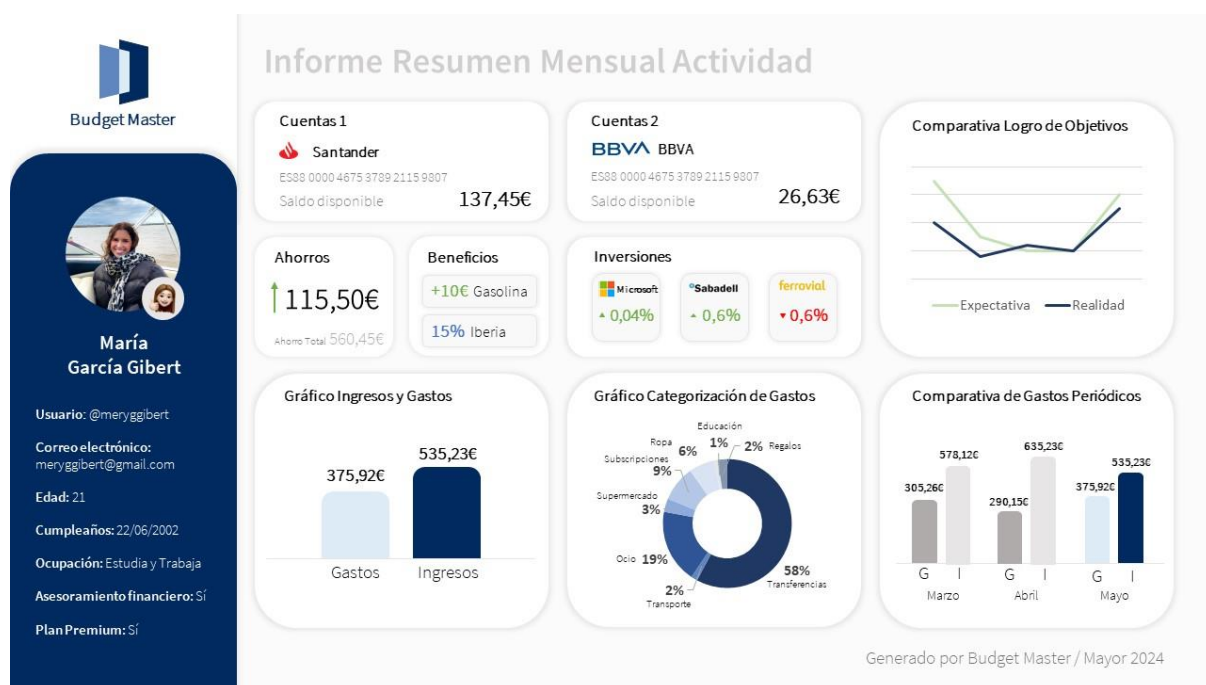 Budget Master
María
García Gibert
Usuario: @meryggibert
Correo electrónico:
meryggibert@gmail.com
Edad: 21
Cumpleaños: 22/06/2002
Ocupación: Estudia y Trabaja
Asesoramiento financiero: Sí
Plan Premium: Sí
Informe Resumen Mensual Actividad
Cuentas 1
Santander
ES88 0000 4675 3789 2115 9807
Saldo disponible 137,45€
Cuentas 2
BBVA BBVA
ES88 0000 4675 3789 2115 9807
Saldo disponible 26,63€
Comparativa Logro de Objetivos
Expectativa Realidad
Ahorros
115,50€
Ahorro Total 560,45€
Beneficios
+10€ Gasolina
15% Iberia
Inversiones
Microsoft
0,04%
Sabadell
0,6%
ferrovial
0,6%
Gráfico Ingresos y Gastos
375,92€
535,23€
Gastos Ingresos
Gráfico Categorización de Gastos
Educación
1%
2% Regalos
Ropa
6%
Subscripciones
9%
Supermercado
3%
Ocio 19%
2%
Transporte
58%
Transferencias
Comparativa de Gastos Periódicos
305,26€
578,12€
290,15€
635,23€
375,92€
535,23€
G I G I G I
Marzo Abril Mayo
Generado por Budget Master / Mayor 2024